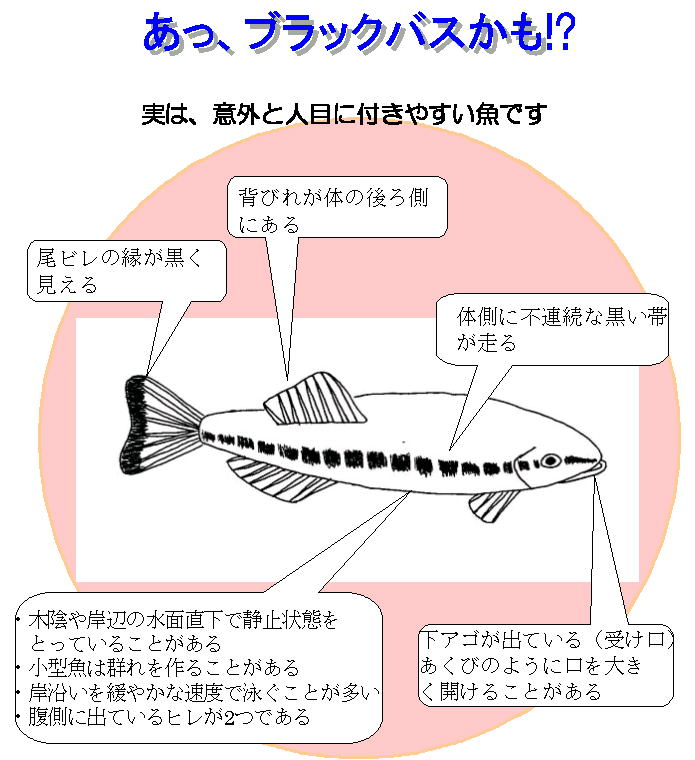 あっ、ブラックバスかも!?
実は、意外と人目に付きやすい魚です
背びれが体の後ろ側
にある
尾ビレの縁が黒く
見える
体側に不連続な黒い帯
が走る
・木陰や岸辺の水面直下で静止状態を
とっていることがある
・小型魚は群れを作ることがある
・岸沿いを緩やかな速度で泳ぐことが多い
・腹側に出ているヒレが2つである
下アゴが出ている（受け口）
あくびのように口を大き
く開けることがある